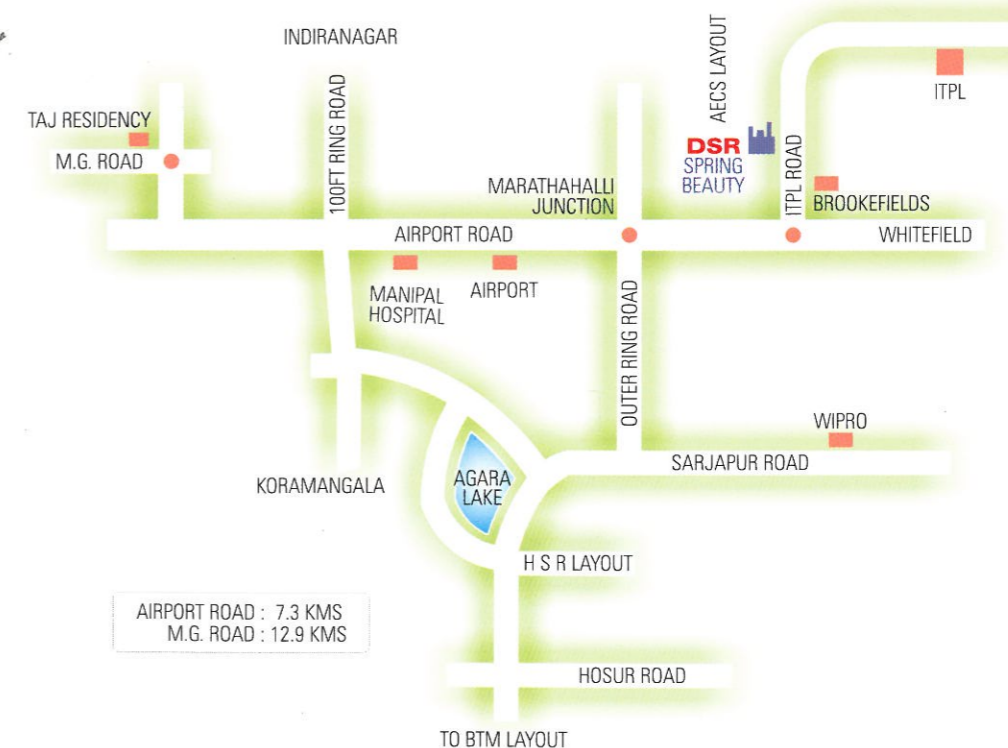 INDIRANAGAR
AECS LAYOUT
ITPL
TAJ RESIDENCY
M.G. ROAD
100FT RING ROAD
DSR
SPRING
BEAUTY
ITPL ROAD
MARATHAHALLI
JUNCTION
BROOKEFIELDS
AIRPORT ROAD
WHITEFIELD
MANIPAL
HOSPITAL
AIRPORT
OUTER RING ROAD
WIPRO
SARJAPUR ROAD
KORAMANGALA
AGARA
LAKE
H S R LAYOUT
AIRPORT ROAD : 7.3 KMS
M.G. ROAD : 12.9 KMS
HOSUR ROAD
TO BTM LAYOUT